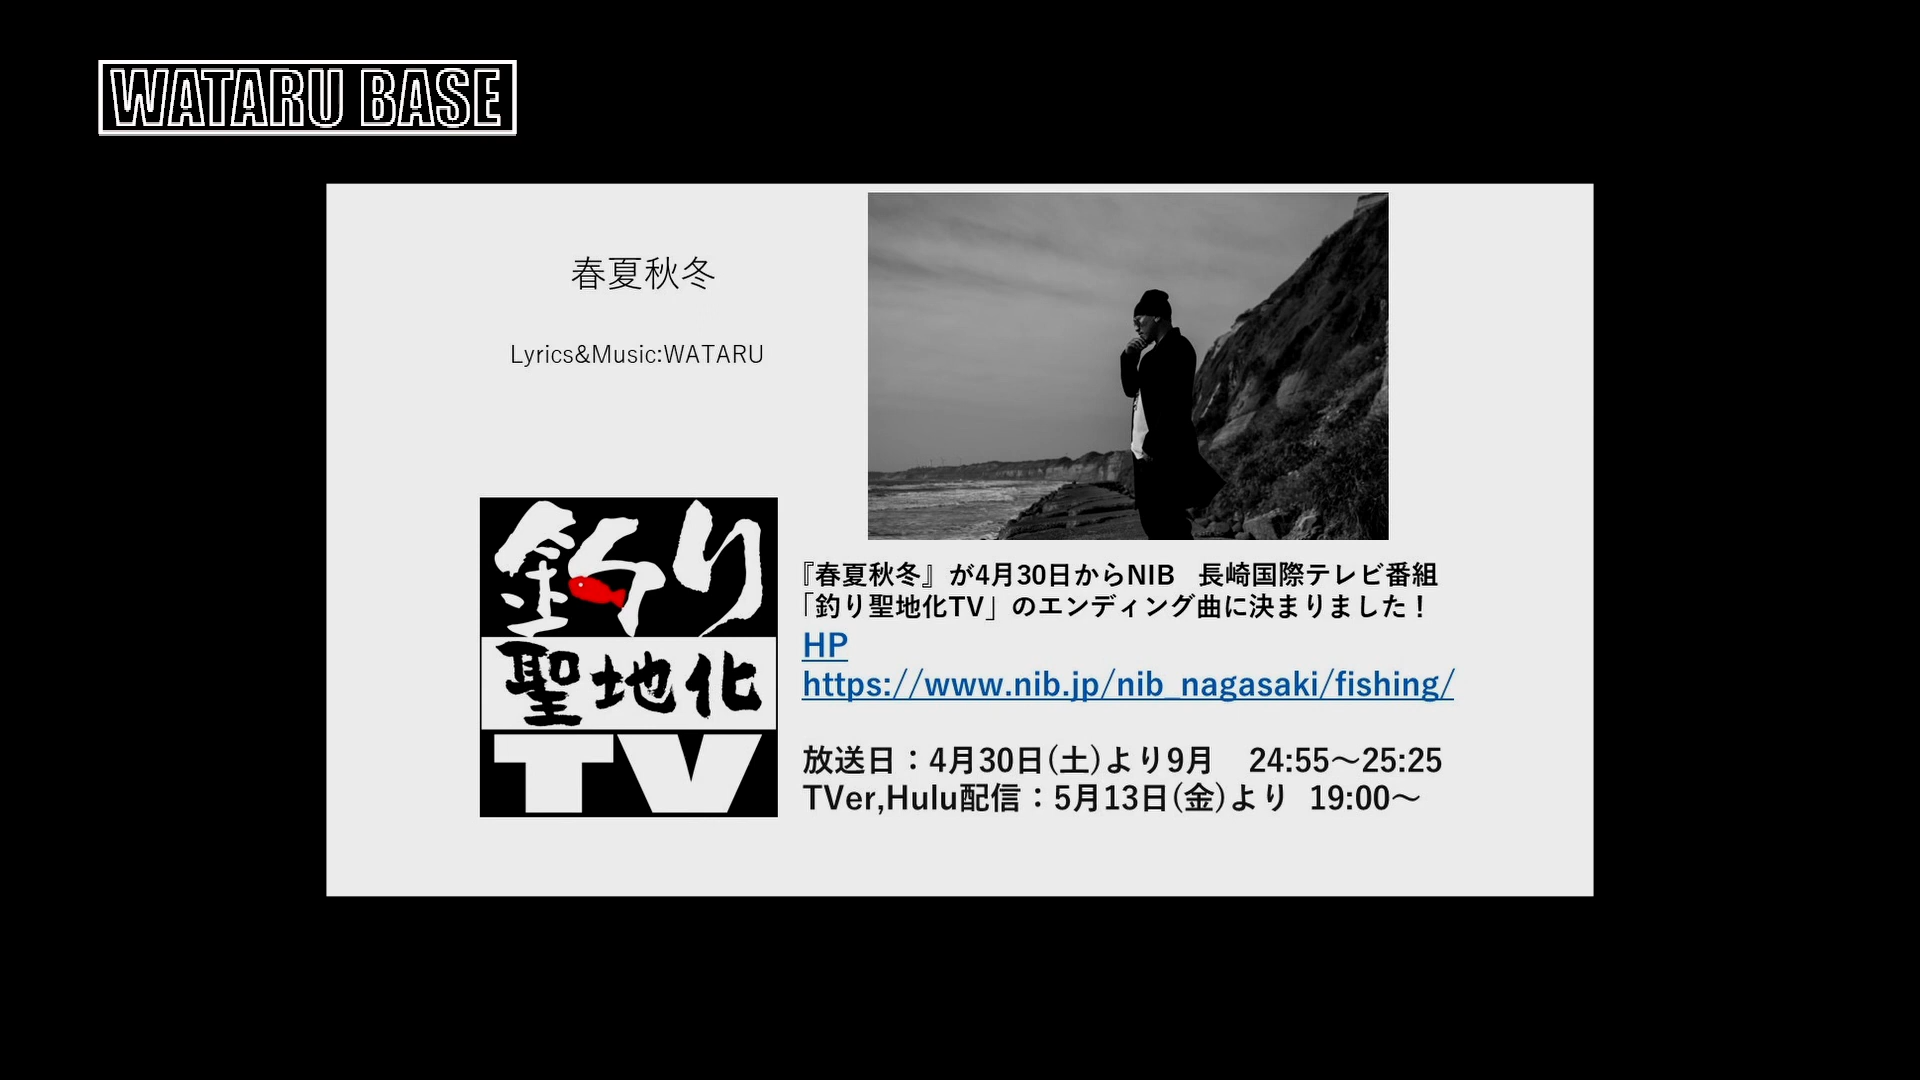 WATARU BASE
春夏秋冬
Lyrics&Music:WATARU
釣り
聖地化
TV
『春夏秋冬』が4月30日からNIB 長崎国際テレビ番組
「釣り聖地化TV」のエンディング曲に決まりました！
HP
https://www.nib.jp/nib_nagasaki/fishing/
放送日：4月30日(土)より9月　24:55〜25:25
TVer,Hulu配信：5月13日(金)より 19:00〜